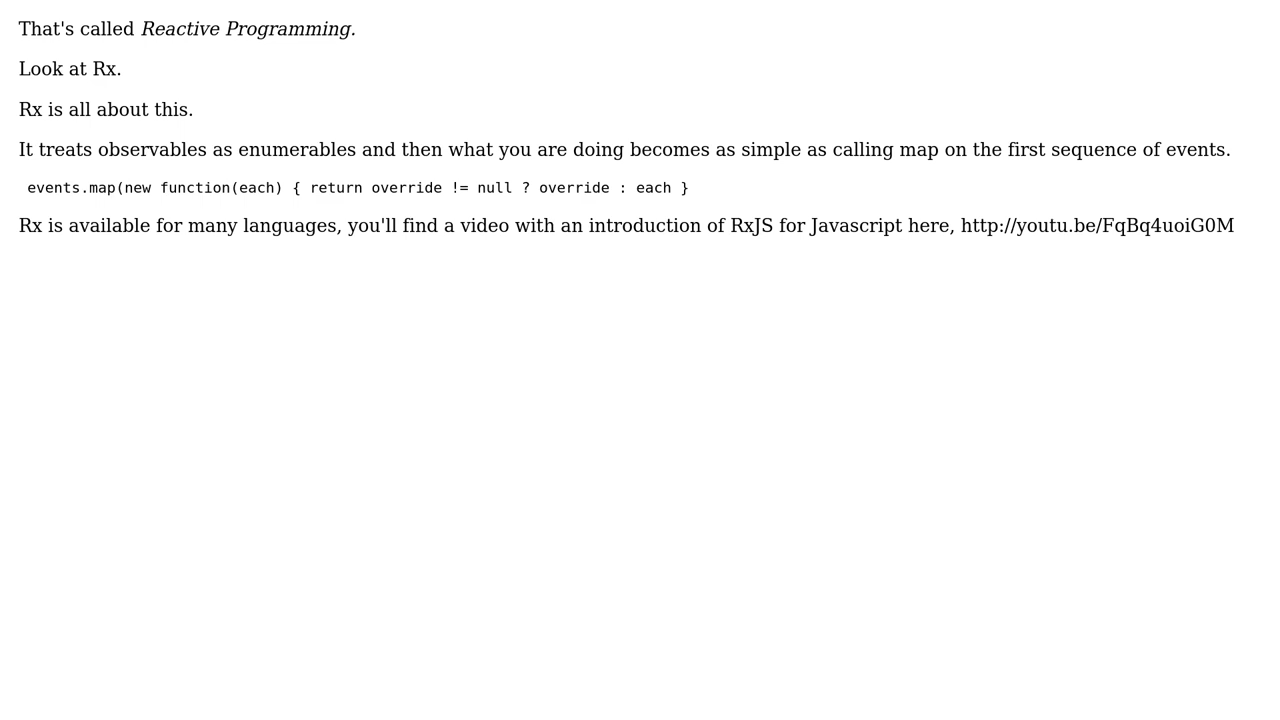 That's called Reactive Programming.
Look at Rx.
Rx is all about this.
It treats observables as enumerables and then what you are doing becomes as simple as calling map on the first sequence of events.
events.map(new function(each) { return override != null ? override : each }
Rx is available for many languages, you'll find a video with an introduction of RxJS for Javascript here, http://youtu.be/FqBq4uoiG0M